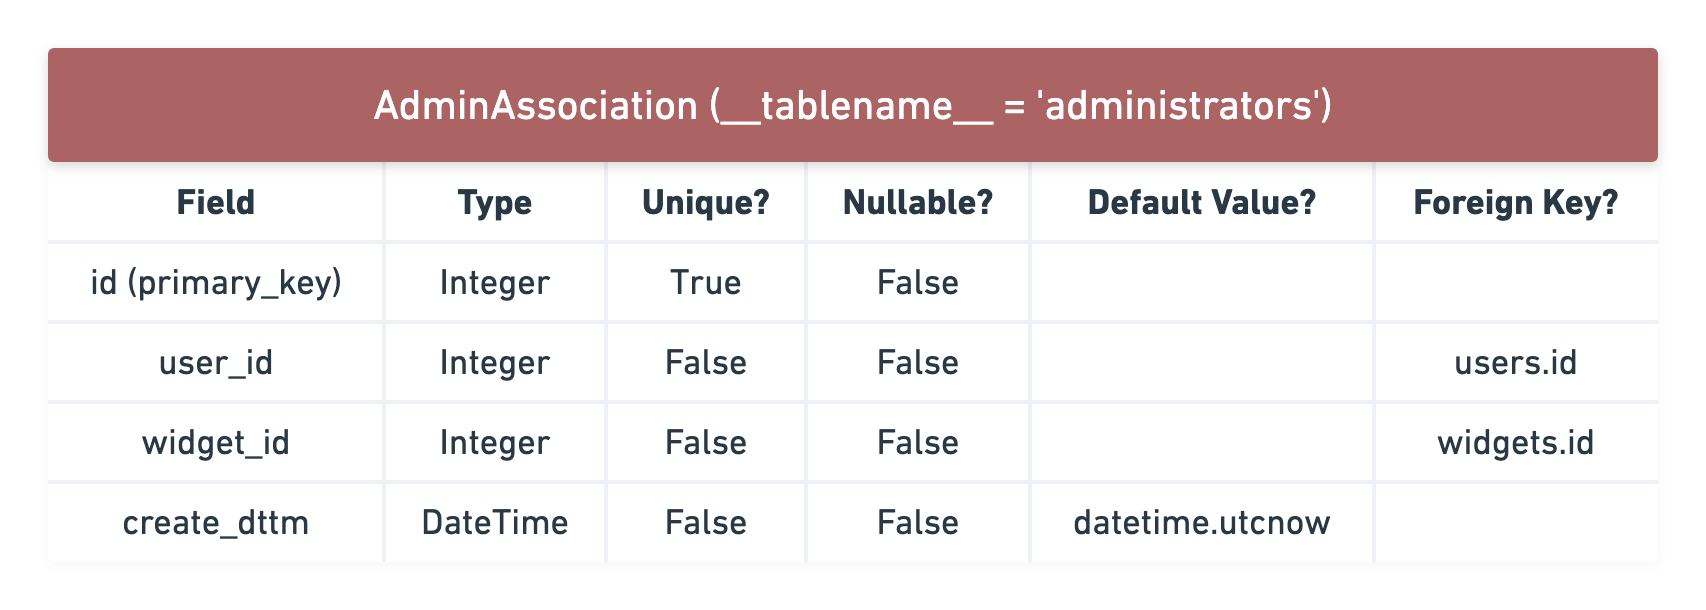 AdminAssociation (__tablename__ = 'administrators')
Field Type Unique? Nullable? Default Value? Foreign Key?
id (primary_key) Integer True False
user_id Integer False False users.id
widget_id Integer False False widgets.id
create_dttm DateTime False False datetime.utcnow